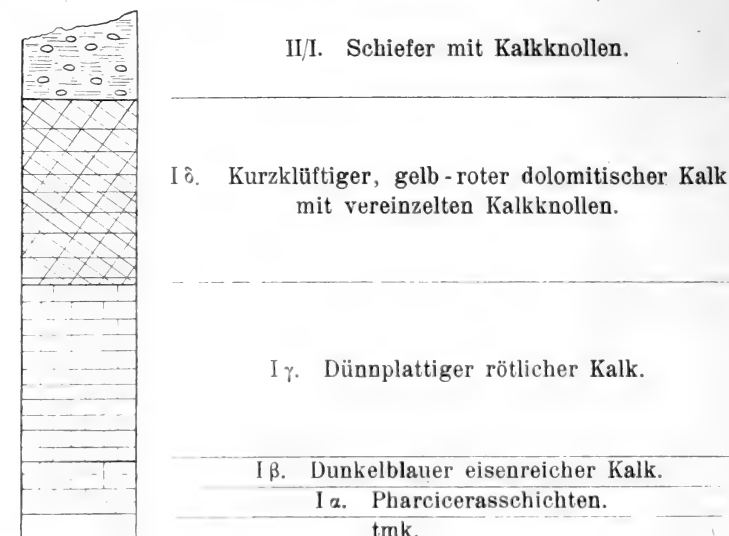 II/I. Schiefer mit Kalkknollen.
I δ. Kurzklüftiger, gelb-roter dolomitischer Kalk
mit vereinzelten Kalkknollen.
I γ. Dünnplattiger rötlicher Kalk.
I β. Dunkelblauer eisenreicher Kalk.
I α. Pharcicerasschichten.
tmk.